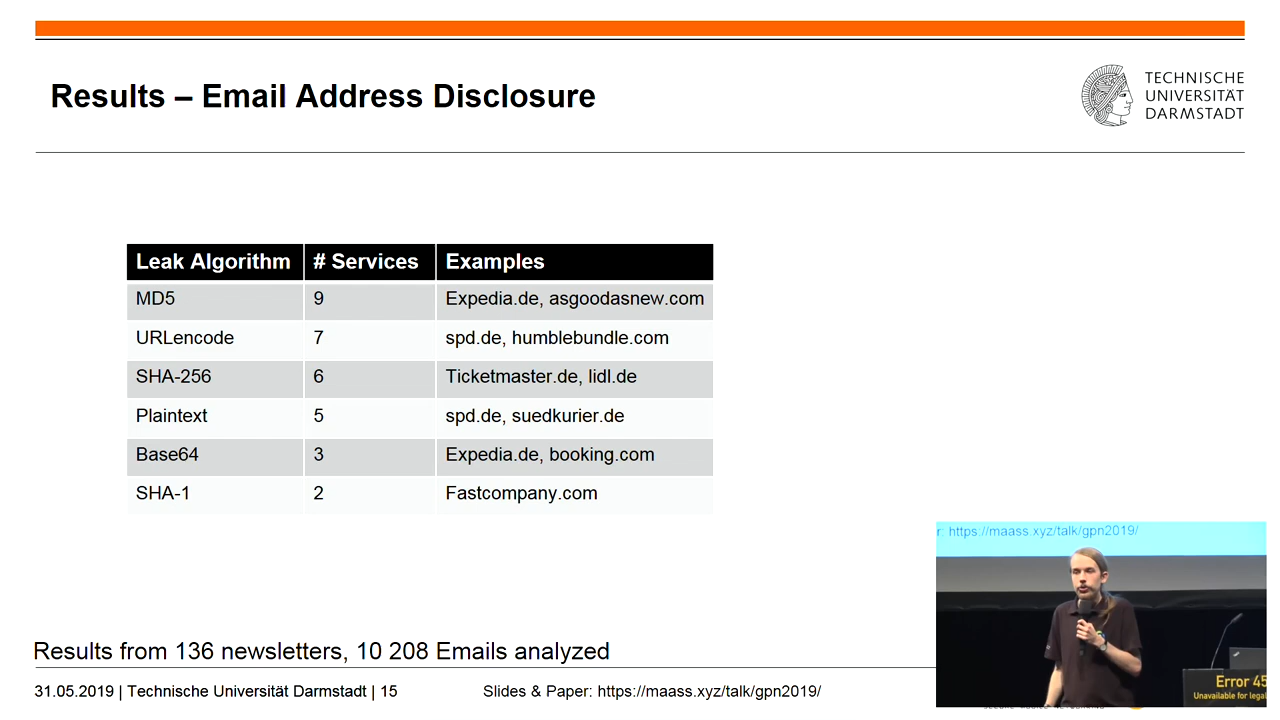 Results – Email Address Disclosure
TECHNISCHE
UNIVERSITÄT
DARMSTADT
Leak Algorithm # Services Examples
MD5 9 Expedia.de, asgoodasnew.com
URLencode 7 spd.de, humblebundle.com
SHA-256 6 Ticketmaster.de, lidl.de
Plaintext 5 spd.de, suedkurier.de
Base64 3 Expedia.de, booking.com
SHA-1 2 Fastcompany.com
r: https://maass.xyz/talk/gpn2019/
Results from 136 newsletters, 10 208 Emails analyzed
31.05.2019 | Technische Universität Darmstadt | 15
Slides & Paper: https://maass.xyz/talk/gpn2019/
Error 45
Unavailable for legal